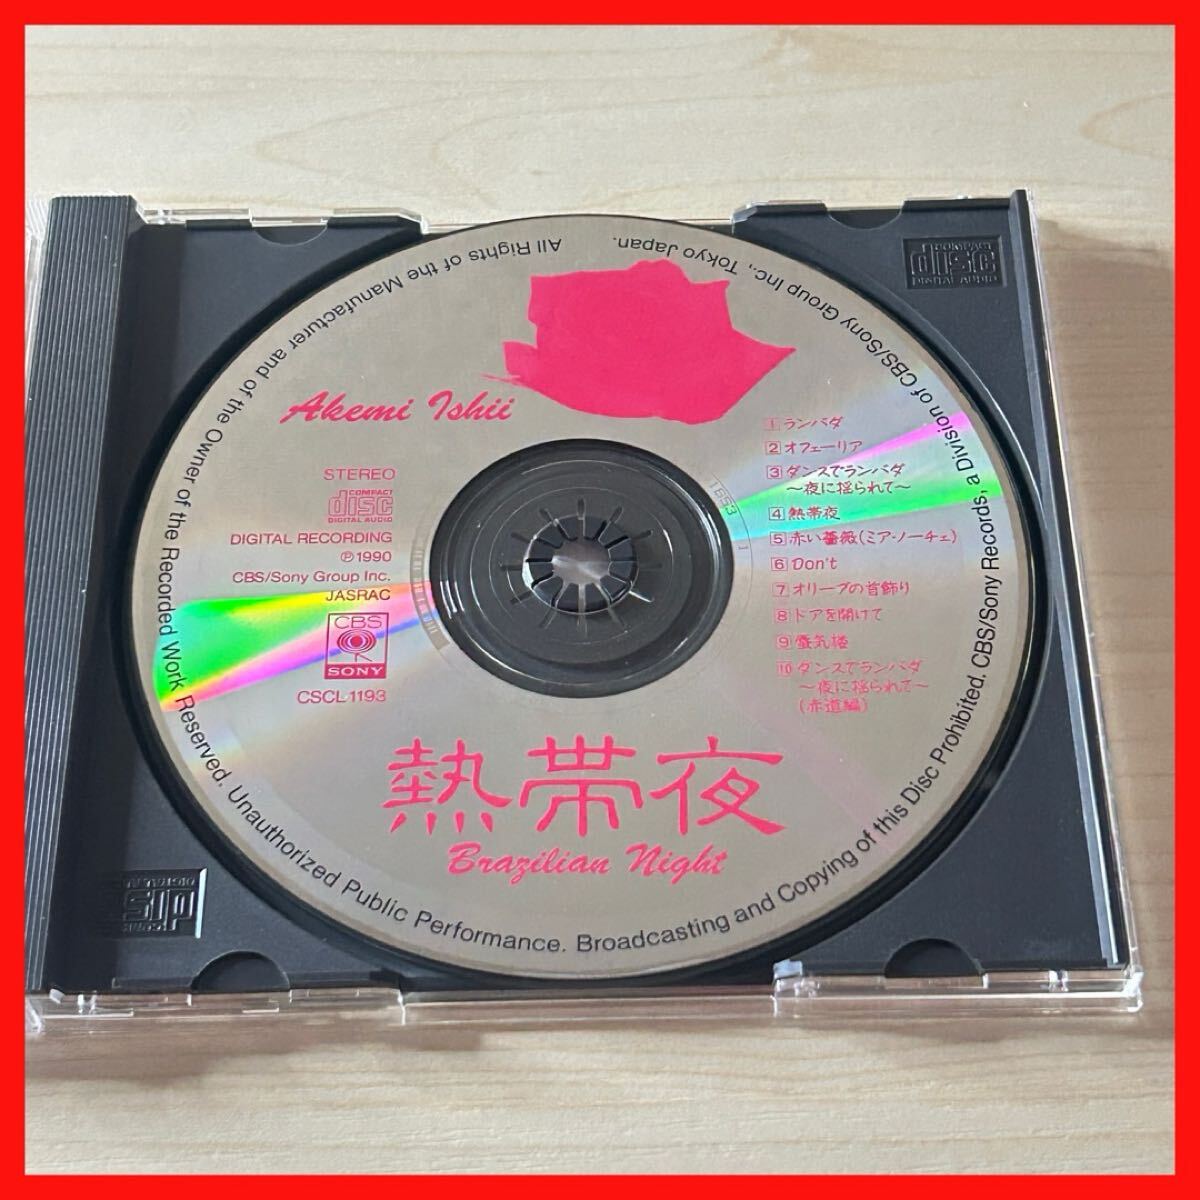 All Rights of the Manufacturer and of the Owner of the Recorded Work Reserved. Unauthorized Public Performance. Broadcasting and Copying of this Disc Prohibited. CBS/Sony Records, a Division of CBS/Sony Group Inc., Tokyo Japan.
Akemi Ishii
STEREO
COMPACT
disc
DIGITAL AUDIO
DIGITAL RECORDING
Ⓟ1990
CBS/Sony Group Inc.
JASRAC
CBS
SONY
CSCL 1193
1 ランバダ
2 オフェーリア
3 ダンスでランバダ
〜夜に揺られて〜
4 熱帯夜
5 赤い薔薇(ミア・ノーチェ)
6 Don't
7 オリーブの首飾り
8 ドアを開けて
9 蜃気楼
10 ダンスでランバダ
〜夜に揺られて〜
(赤道編)
熱帯夜
Brazilian Night
COMPACT
disc
DIGITAL AUDIO
disc